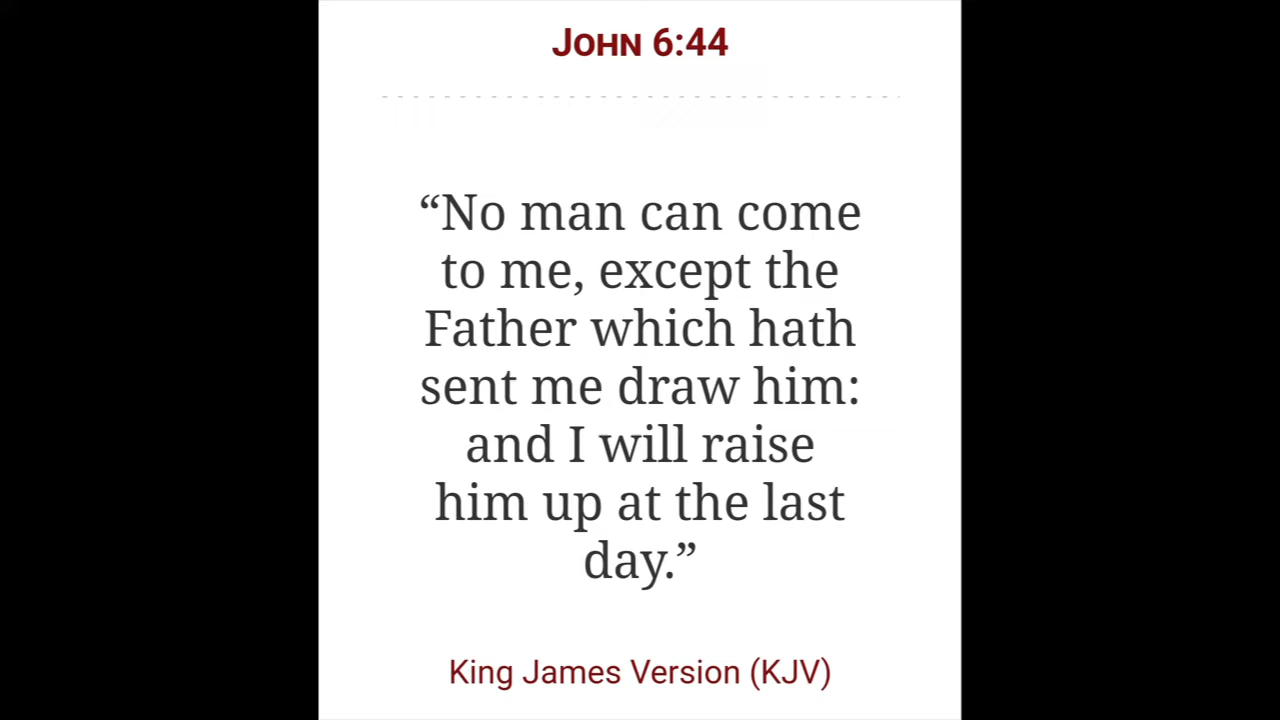 John 6:44
“No man can come
to me, except the
Father which hath
sent me draw him:
and I will raise
him up at the last
day.”
King James Version (KJV)